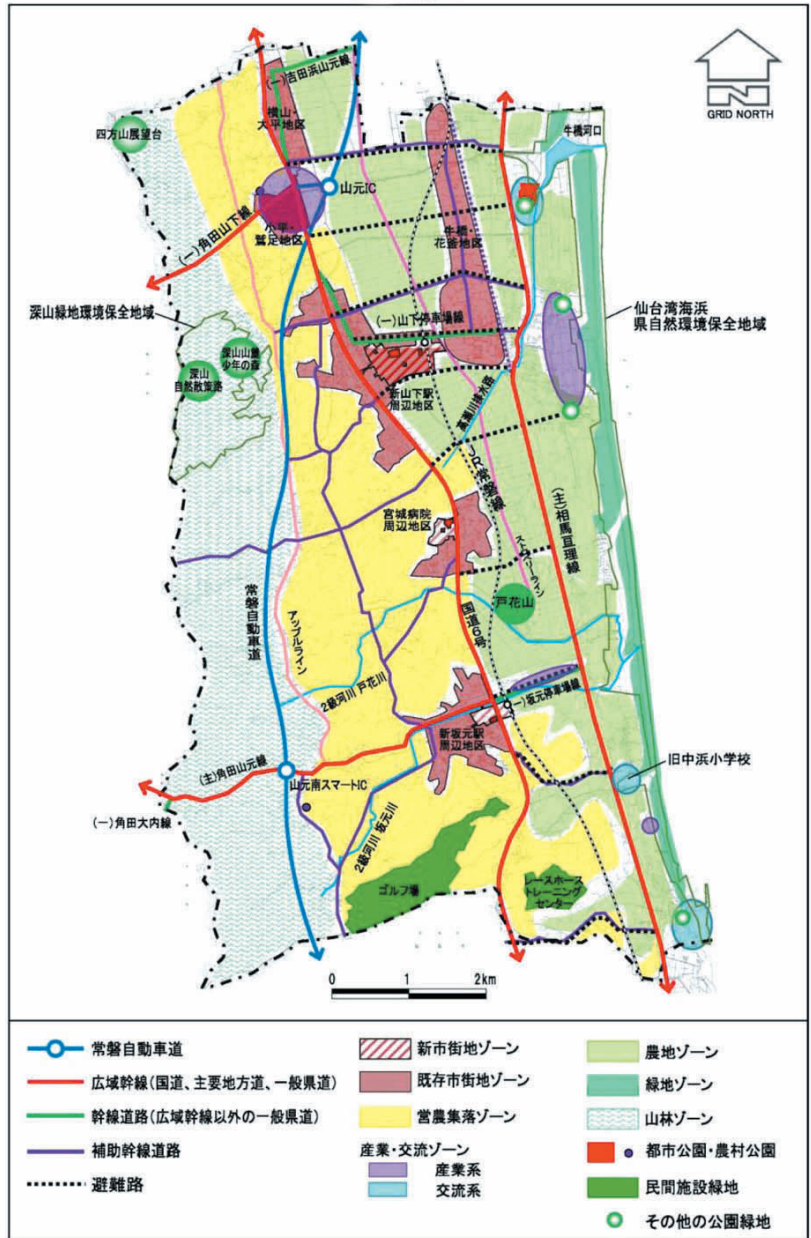 (一)吉田浜山元線
横山・
大平地区
四方山展望台
牛橋河口
GRID NORTH
山元IC
小平・
鷲足地区
(一)角田山下線
牛橋・
花釜地区
深山緑地環境保全地域
仙台湾海浜
県自然環境保全地域
(一)山下停車場線
深山山麓
少年の森
深山
自然散策路
新山下駅
周辺地区
高瀬川排水路
JR常磐線
(主)相馬亘理線
宮城病院
周辺地区
ストロベリーライン
戸花山
常磐自動車道
アップルライン
国道6号
2級河川 戸花川
(一)坂元停車場線
新坂元駅
周辺地区
旧中浜小学校
(主)角田山元線
山元南スマートIC
(一)角田大内線
2級河川 坂元川
ゴルフ場
レースホース
トレーニング
センター
0 1 2km
常磐自動車道
広域幹線(国道、主要地方道、一般県道)
幹線道路(広域幹線以外の一般県道)
補助幹線道路
避難路
新市街地ゾーン
既存市街地ゾーン
営農集落ゾーン
産業・交流ゾーン
産業系
交流系
農地ゾーン
緑地ゾーン
山林ゾーン
都市公園・農村公園
民間施設緑地
その他の公園緑地